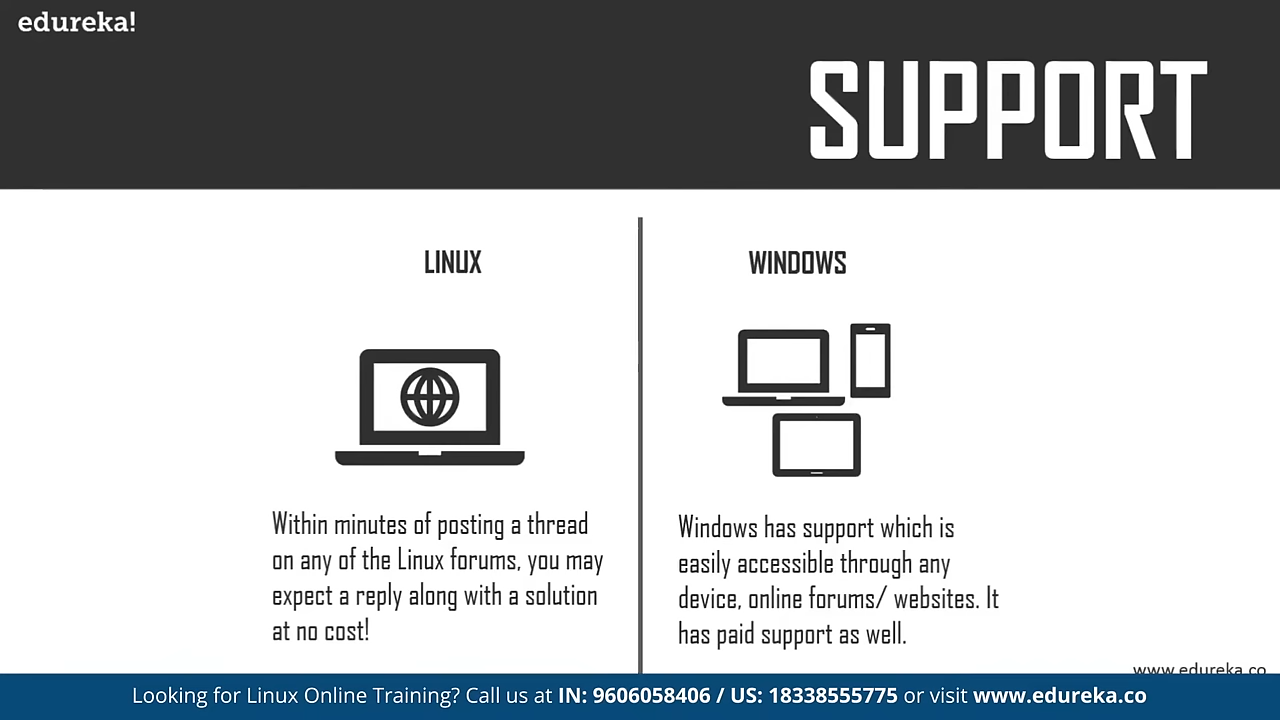 edureka!
SUPPORT
LINUX
Within minutes of posting a thread
on any of the Linux forums, you may
expect a reply along with a solution
at no cost!
WINDOWS
Windows has support which is
easily accessible through any
device, online forums/ websites. It
has paid support as well.
www.edureka.co
Looking for Linux Online Training? Call us at IN: 9606058406 / US: 18338555775 or visit www.edureka.co